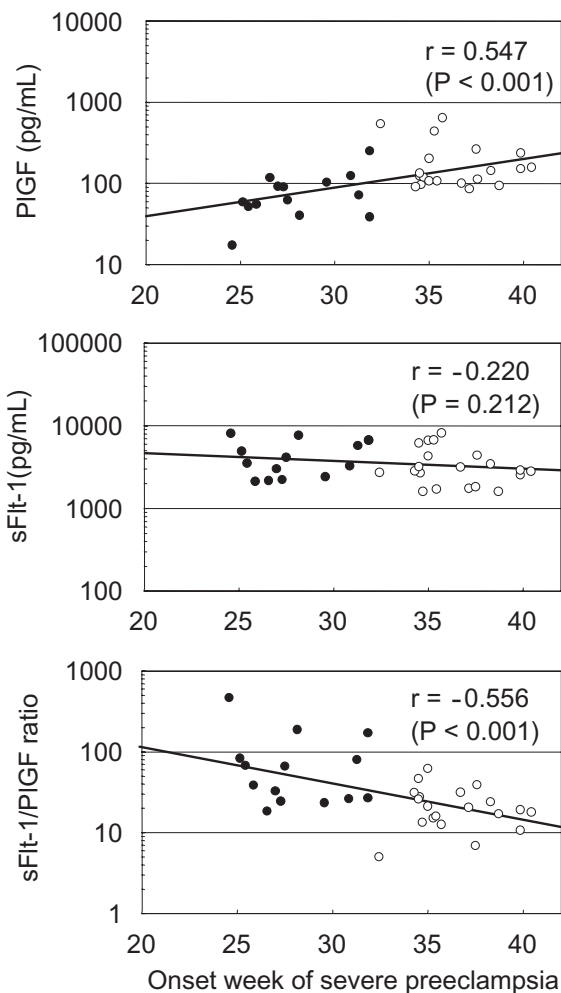 10000
1000
100
10
PlGF (pg/mL)
r = 0.547
(P < 0.001)
20 25 30 35 40
100000
10000
1000
100
sFlt-1(pg/mL)
r = -0.220
(P = 0.212)
20 25 30 35 40
1000
100
10
1
sFlt-1/PlGF ratio
r = -0.556
(P < 0.001)
20 25 30 35 40
Onset week of severe preeclampsia